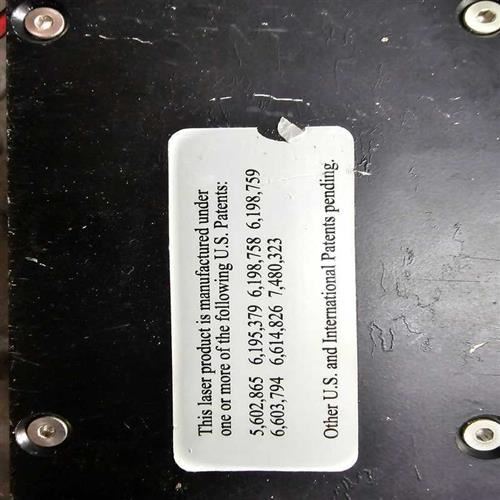 This laser product is manufactured under
one or more of the following U.S. Patents:
5,602,865 6,195,379 6,198,758 6,198,759
6,603,794 6,614,826 7,480,323
Other U.S. and International Patents pending.